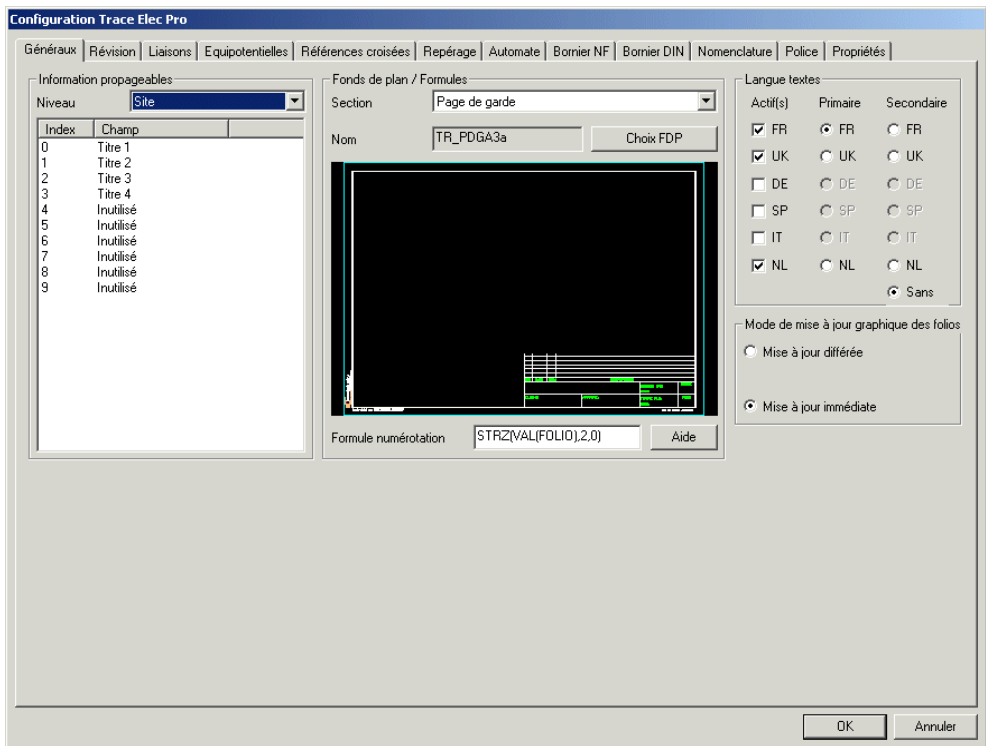 Configuration Trace Elec Pro
Généraux Révision Liaisons Equipotentielles Références croisées Repérage Automate Bornier NF Bornier DIN Nomenclature Police Propriétés
Information propageables
Niveau Site
Index Champ
0 Titre 1
1 Titre 2
2 Titre 3
3 Titre 4
4 Inutilisé
5 Inutilisé
6 Inutilisé
7 Inutilisé
8 Inutilisé
9 Inutilisé
Fonds de plan / Formules
Section Page de garde
Nom TR_PDGA3a Choix FDP
Formule numérotation STRZ(VAL(FOLIO),2,0) Aide
Langue textes
Actif(s) Primaire Secondaire
FR FR FR
UK UK UK
DE DE DE
SP SP SP
IT IT IT
NL NL NL
Sans
Mode de mise à jour graphique des folios
Mise à jour différée
Mise à jour immédiate
OK Annuler